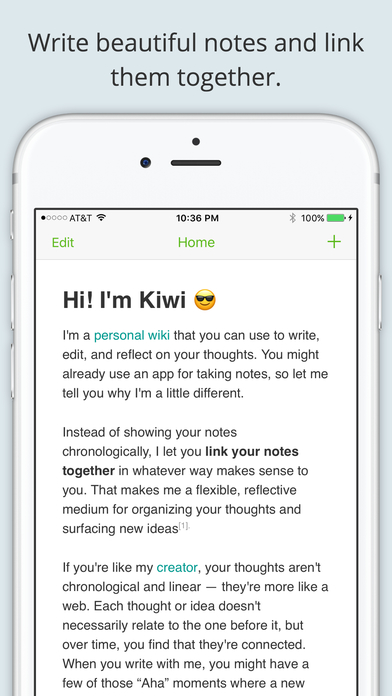 Write beautiful notes and link
them together.
●○○○○ AT&T 10:36 PM 100%
Edit Home +
Hi! I'm Kiwi 😎
I'm a personal wiki that you can use to write,
edit, and reflect on your thoughts. You might
already use an app for taking notes, so let me
tell you why I'm a little different.
Instead of showing your notes
chronologically, I let you link your notes
together in whatever way makes sense to
you. That makes me a flexible, reflective
medium for organizing your thoughts and
surfacing new ideas[1].
If you're like my creator, your thoughts aren't
chronological and linear — they're more like a
web. Each thought or idea doesn't
necessarily relate to the one before it, but
over time, you find that they're connected.
When you write with me, you might have a
few of those “Aha” moments where a new